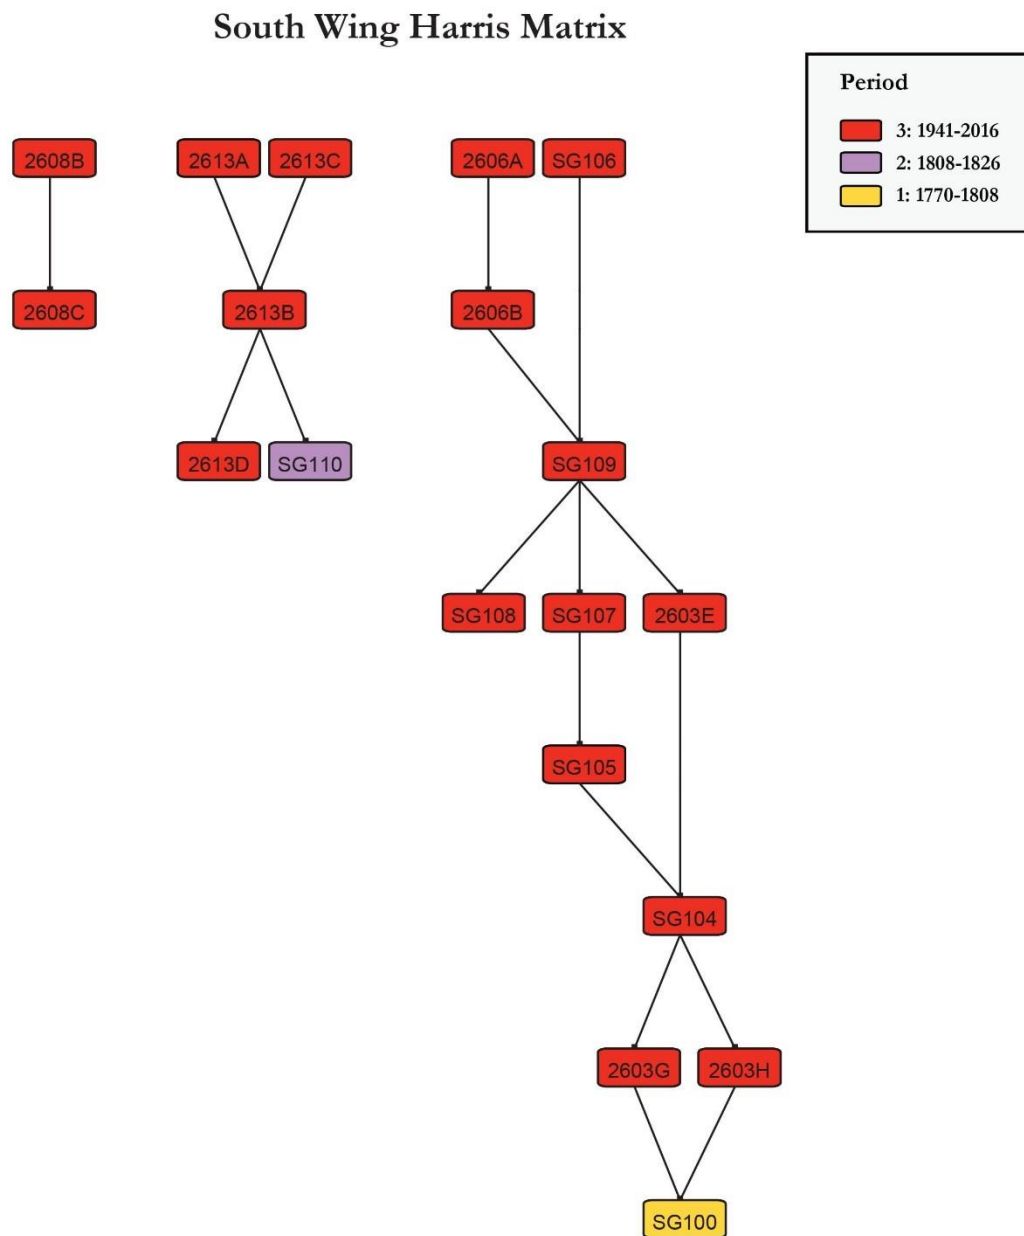 South Wing Harris Matrix
Period
3: 1941-2016
2: 1808-1826
1: 1770-1808
2608B
2613A
2613C
2606A
SG106
2608C
2613B
2606B
2613D
SG110
SG109
SG108
SG107
2603E
SG105
SG104
2603G
2603H
SG100